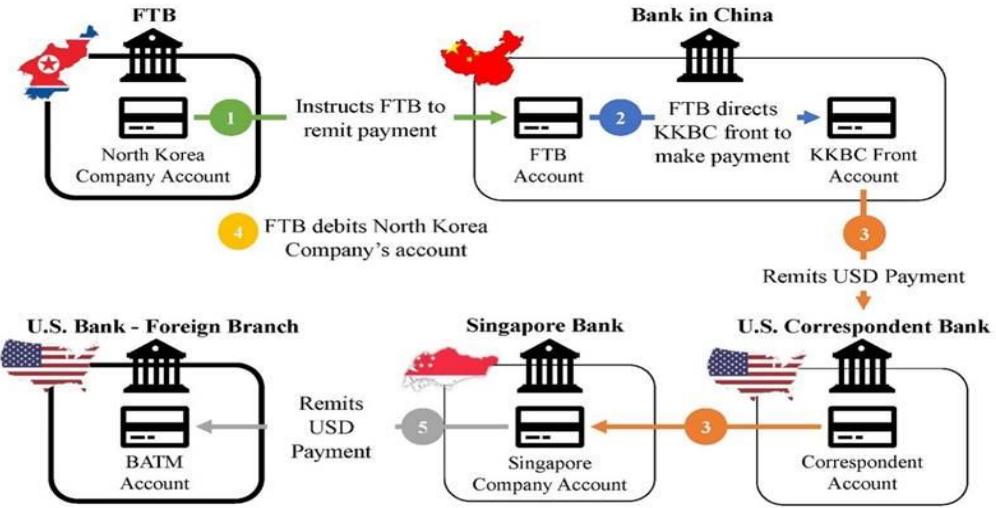 FTB
Bank in China
1
Instructs FTB to
remit payment
2
FTB directs
KKBC front to
make payment
North Korea
Company Account
FTB
Account
KKBC Front
Account
4
FTB debits North Korea
Company's account
3
Remits USD Payment
U.S. Bank - Foreign Branch
Singapore Bank
U.S. Correspondent Bank
Remits
USD
Payment
5
3
BATM
Account
Singapore
Company Account
Correspondent
Account